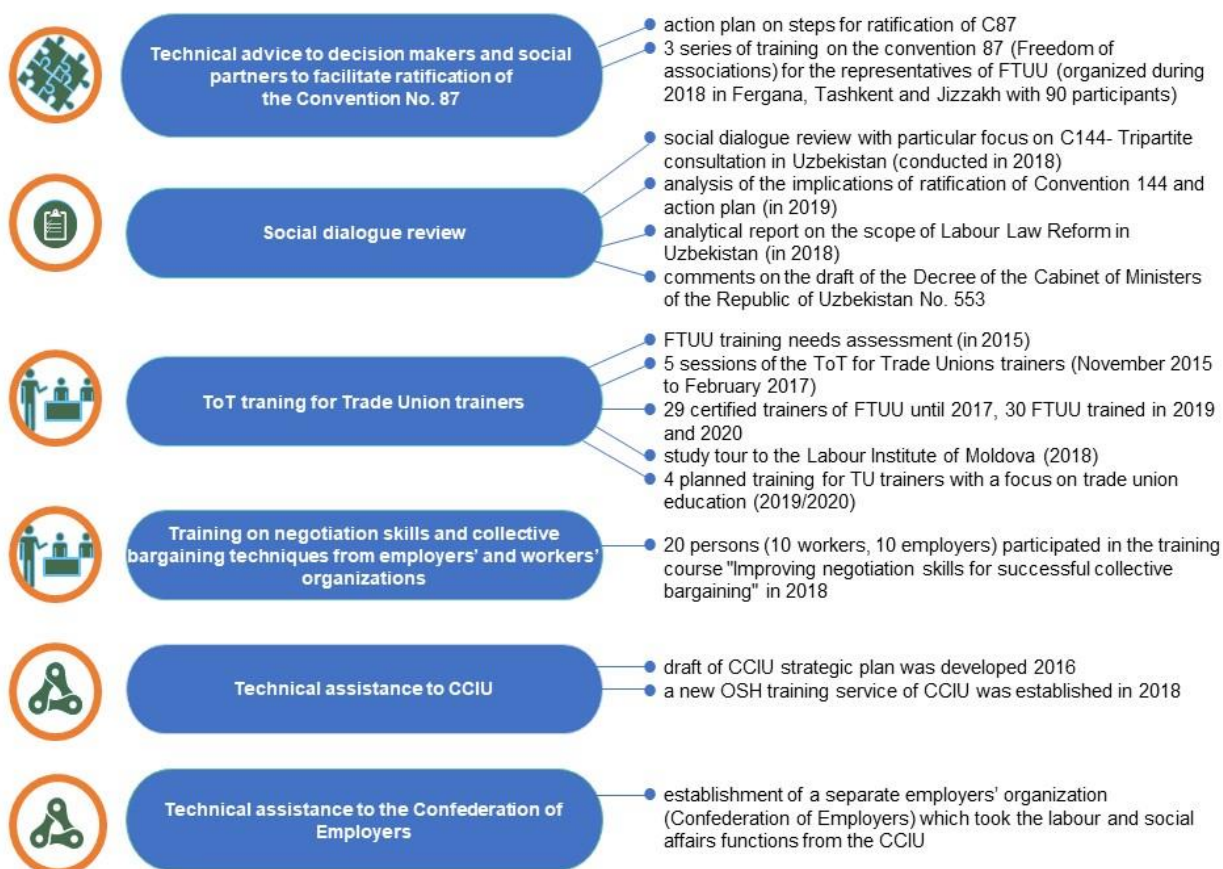 Technical advice to decision makers and social
partners to facilitate ratification of
the Convention No. 87
action plan on steps for ratification of C87
3 series of training on the convention 87 (Freedom of
associations) for the representatives of FTUU (organized during
2018 in Fergana, Tashkent and Jizzakh with 90 participants)
Social dialogue review
social dialogue review with particular focus on C144- Tripartite
consultation in Uzbekistan (conducted in 2018)
analysis of the implications of ratification of Convention 144 and
action plan (in 2019)
analytical report on the scope of Labour Law Reform in
Uzbekistan (in 2018)
comments on the draft of the Decree of the Cabinet of Ministers
of the Republic of Uzbekistan No. 553
ToT traning for Trade Union trainers
FTUU training needs assessment (in 2015)
5 sessions of the ToT for Trade Unions trainers (November 2015
to February 2017)
29 certified trainers of FTUU until 2017, 30 FTUU trained in 2019
and 2020
study tour to the Labour Institute of Moldova (2018)
4 planned training for TU trainers with a focus on trade union
education (2019/2020)
Training on negotiation skills and collective
bargaining techniques from employers' and workers'
organizations
20 persons (10 workers, 10 employers) participated in the training
course "Improving negotiation skills for successful collective
bargaining" in 2018
Technical assistance to CCIU
draft of CCIU strategic plan was developed 2016
a new OSH training service of CCIU was established in 2018
Technical assistance to the Confederation of
Employers
establishment of a separate employers' organization
(Confederation of Employers) which took the labour and social
affairs functions from the CCIU